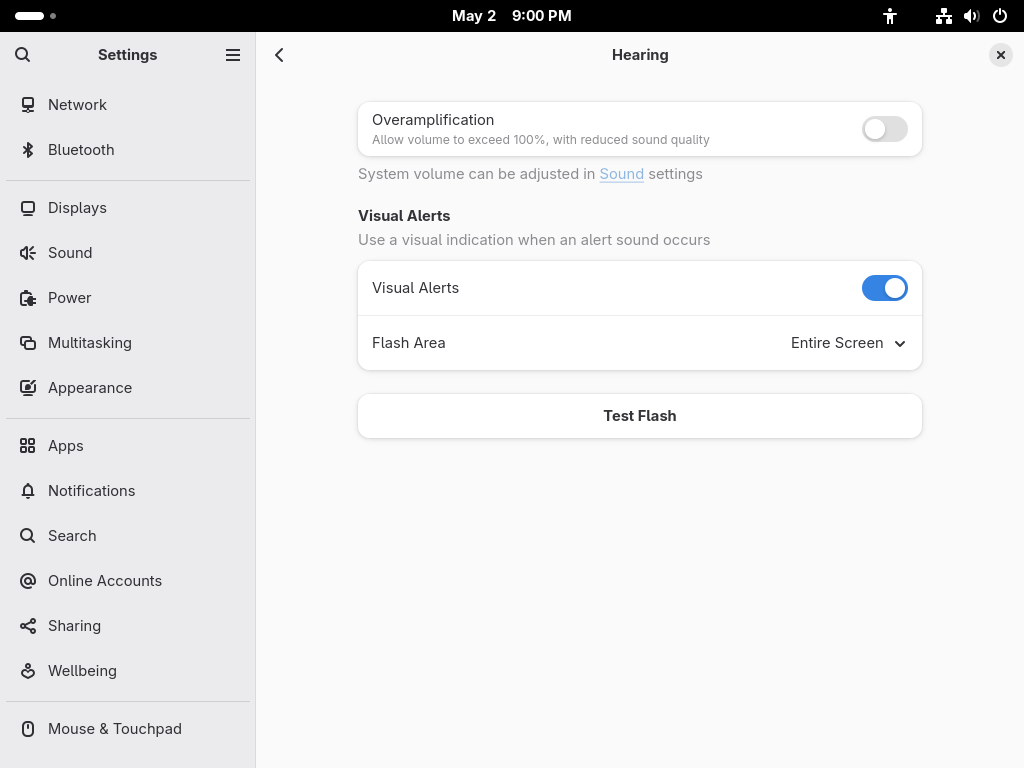 May 2 9:00 PM
Settings
Hearing
Network
Bluetooth
Displays
Sound
Power
Multitasking
Appearance
Apps
Notifications
Search
Online Accounts
Sharing
Wellbeing
Mouse & Touchpad
Overamplification
Allow volume to exceed 100%, with reduced sound quality
System volume can be adjusted in Sound settings
Visual Alerts
Use a visual indication when an alert sound occurs
Visual Alerts
Flash Area Entire Screen
Test Flash